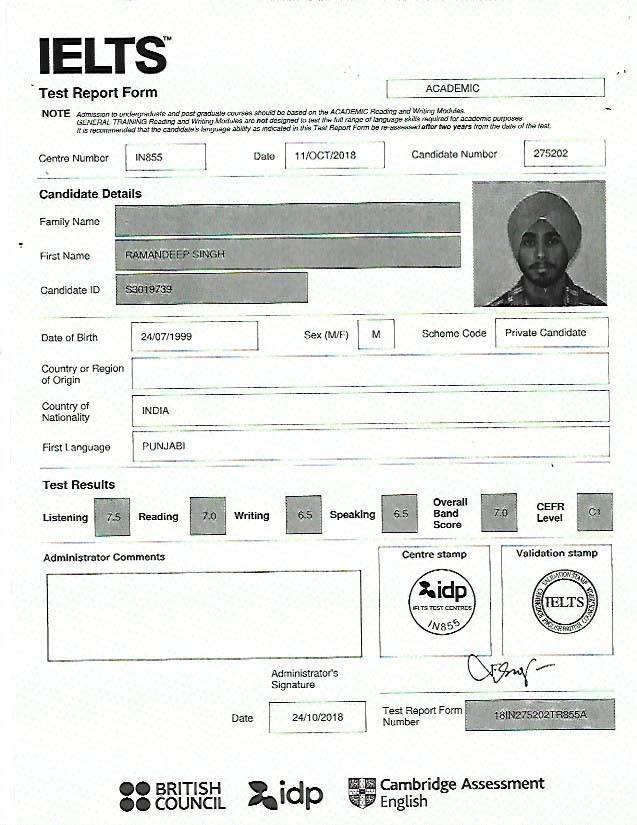 IELTS™
Test Report Form
ACADEMIC
NOTE Admission to undergraduate and post graduate courses should be based on the ACADEMIC Reading and Writing Modules.
GENERAL TRAINING Reading and Writing Modules are not designed to test the full range of language skills required for academic purposes.
It is recommended that the candidate's language ability as indicated in this Test Report Form be re-assessed after two years from the date of the test.
Centre Number IN855 Date 11/OCT/2018 Candidate Number 275202
Candidate Details
Family Name
First Name RAMANDEEP SINGH
Candidate ID S3019739
Date of Birth 24/07/1999 Sex (M/F) M Scheme Code Private Candidate
Country or Region
of Origin
Country of
Nationality INDIA
First Language PUNJABI
Test Results
Listening 7.5 Reading 7.0 Writing 6.5 Speaking 6.5 Overall Band Score 7.0 CEFR Level C1
Administrator Comments
Centre stamp
Validation stamp
idp
IELTS TEST CENTRES
IN855
IELTS
Administrator's
Signature
Date 24/10/2018
Test Report Form
Number 18IN275202TR855A
BRITISH
COUNCIL
idp
Cambridge Assessment
English